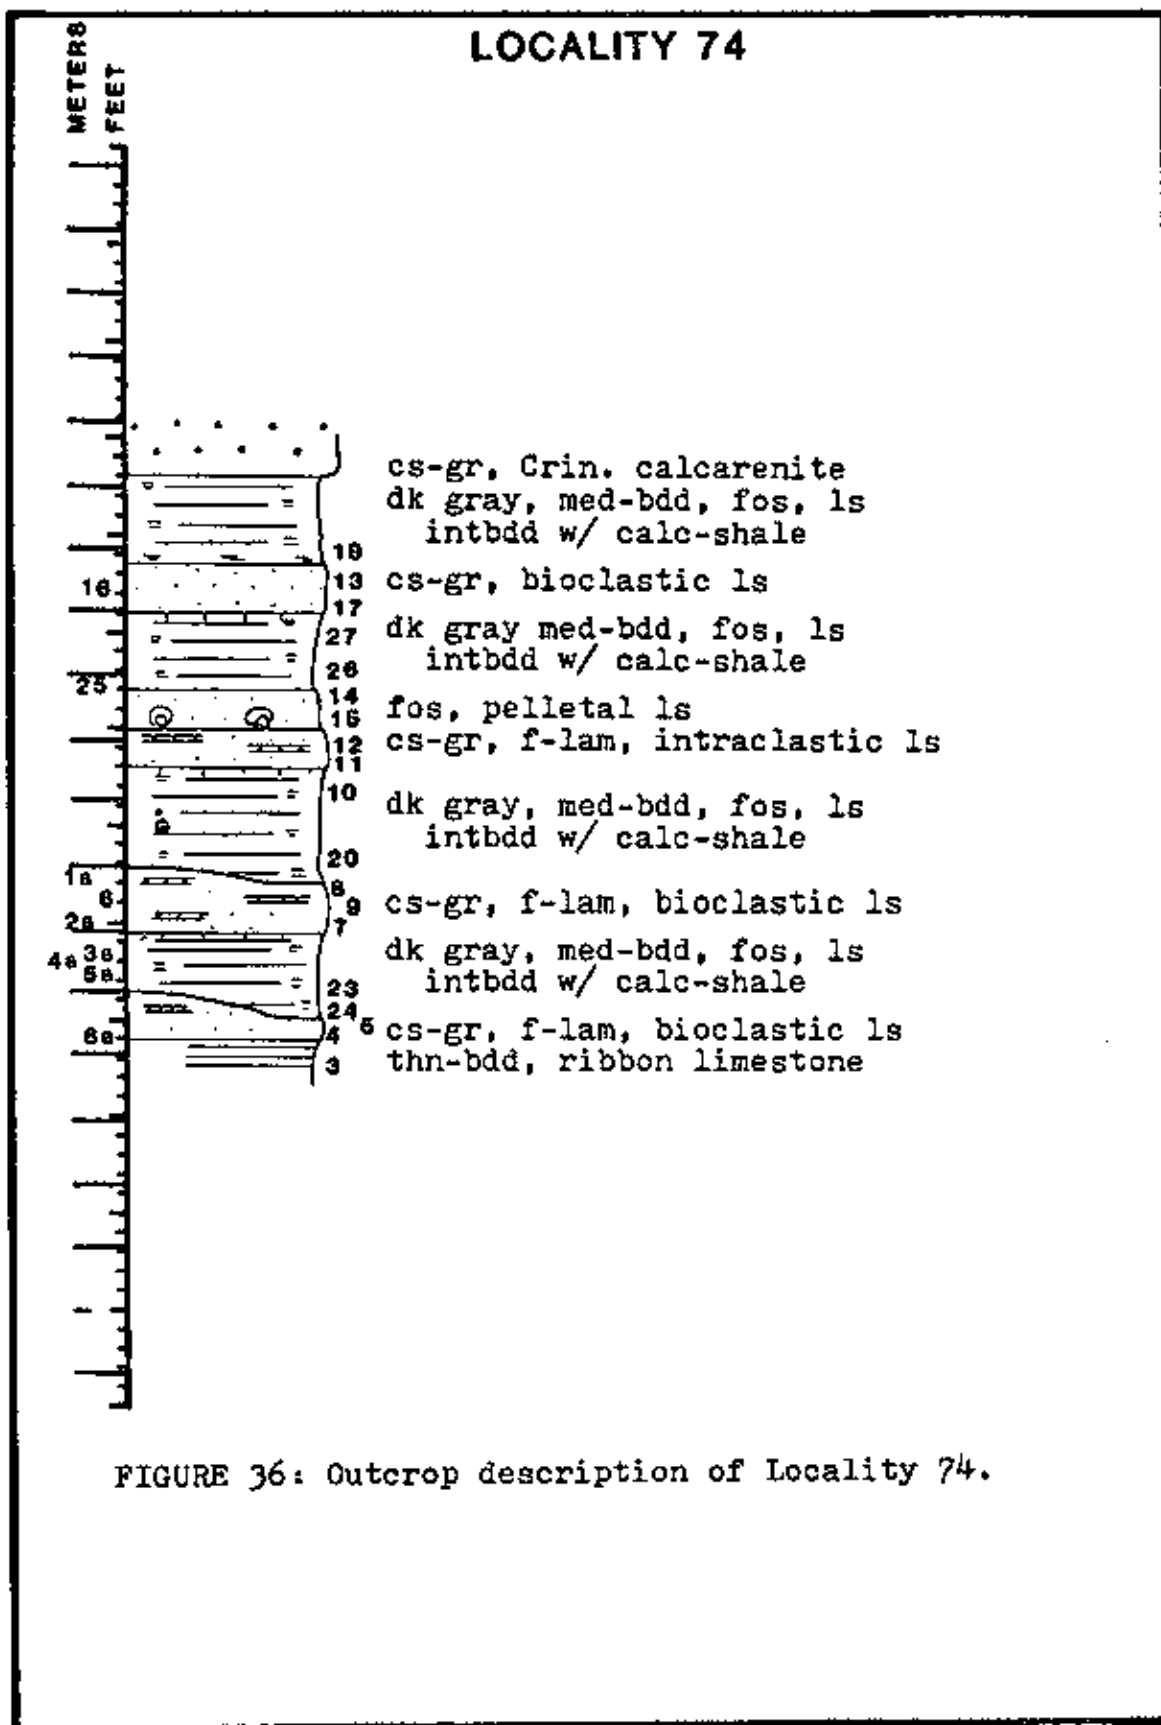 LOCALITY 74
METERS
FEET
cs-gr, Crin. calcarenite
dk gray, med-bdd, fos, ls
intbdd w/ calc-shale
18
13
cs-gr, bioclastic ls
16
17
dk gray med-bdd, fos, ls
27
intbdd w/ calc-shale
26
25
14
fos, pelletal ls
15
12
cs-gr, f-lam, intraclastic ls
11
10
dk gray, med-bdd, fos, ls
intbdd w/ calc-shale
20
1a
8
6
9
cs-gr, f-lam, bioclastic ls
2a
7
dk gray, med-bdd, fos, ls
4a
3a
5a
intbdd w/ calc-shale
23
24
5
cs-gr, f-lam, bioclastic ls
6a
4
thn-bdd, ribbon limestone
3
FIGURE 36: Outcrop description of Locality 74.